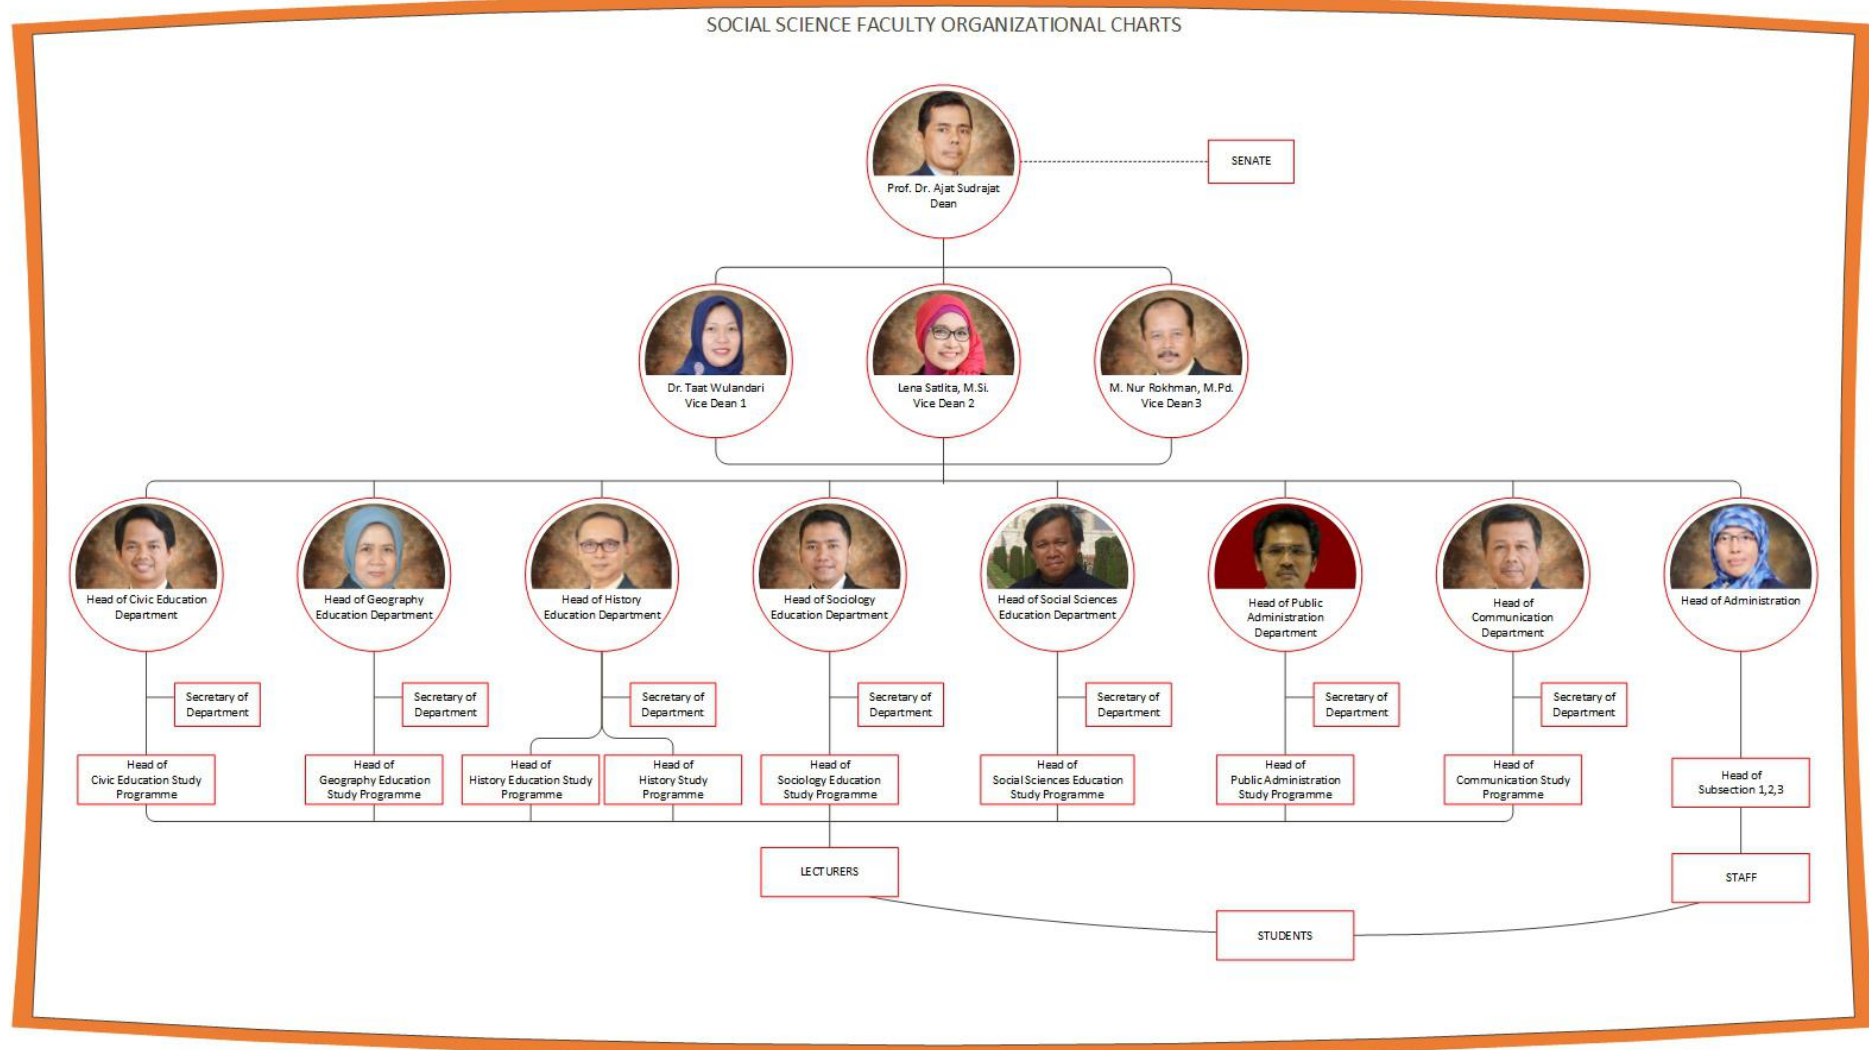 SOCIAL SCIENCE FACULTY ORGANIZATIONAL CHARTS
Prof. Dr. Ajat Sudrajat
Dean
SENATE
Dr. Taat Wulandari
Vice Dean 1
Lena Satlita, M.Si.
Vice Dean 2
M. Nur Rokhman, M.Pd.
Vice Dean 3
Head of Civic Education
Department
Head of Geography
Education Department
Head of History
Education Department
Head of Sociology
Education Department
Head of Social Sciences
Education Department
Head of Public
Administration
Department
Head of
Communication
Department
Head of Administration
Secretary of
Department
Secretary of
Department
Secretary of
Department
Secretary of
Department
Secretary of
Department
Secretary of
Department
Secretary of
Department
Head of
Civic Education Study
Programme
Head of
Geography Education
Study Programme
Head of
History Education Study
Programme
Head of
History Study
Programme
Head of
Sociology Education
Study Programme
Head of
Social Sciences Education
Study Programme
Head of
Public Administration
Study Programme
Head of
Communication Study
Programme
Head of
Subsection 1,2,3
LECTURERS
STAFF
STUDENTS